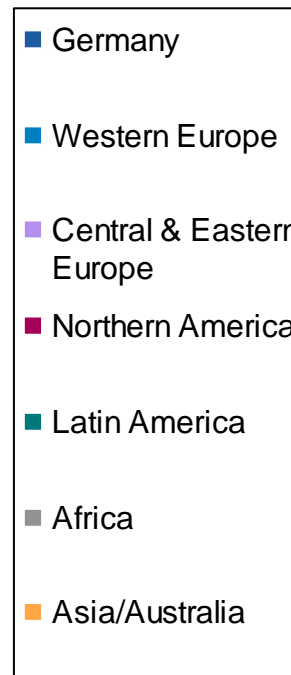 Germany
Western Europe
Central & Eastern
Europe
Northern America
Latin America
Africa
Asia/Australia